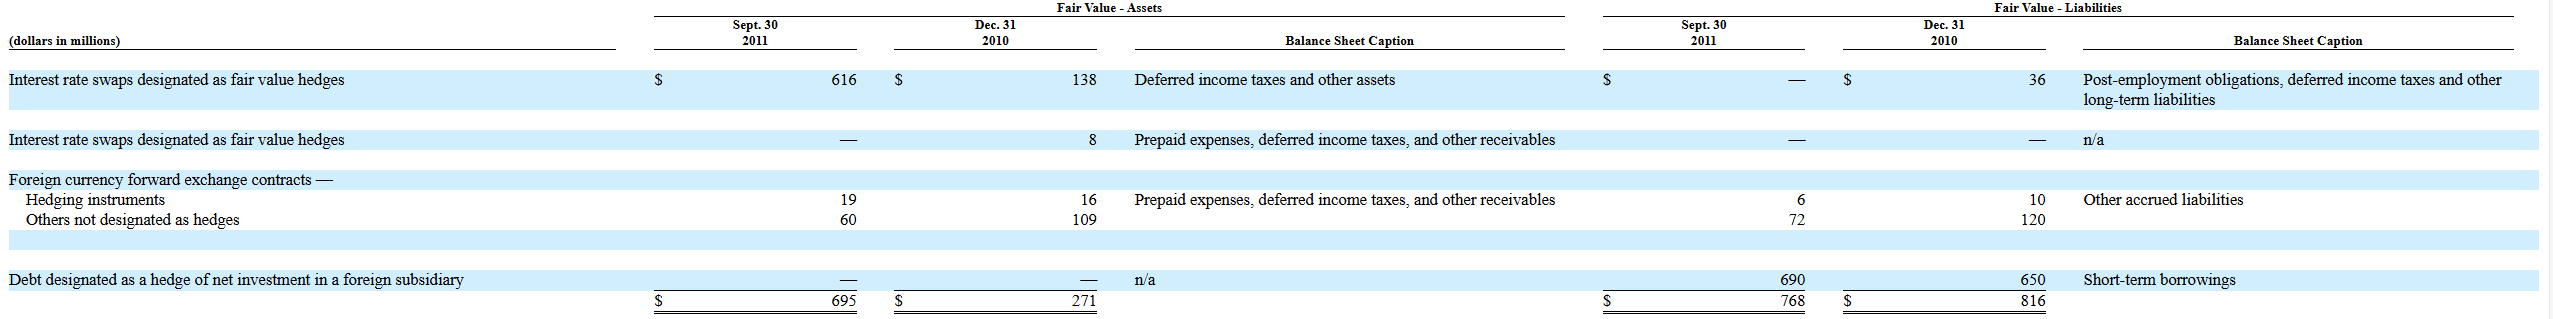 Fair Value - Assets Fair Value - Liabilities
Sept. 30 Dec. 31 Sept. 30 Dec. 31
(dollars in millions) 2011 2010 Balance Sheet Caption 2011 2010 Balance Sheet Caption
Interest rate swaps designated as fair value hedges $ 616 $ 138 Deferred income taxes and other assets $ — $ 36 Post-employment obligations, deferred income taxes and other
long-term liabilities
Interest rate swaps designated as fair value hedges — 8 Prepaid expenses, deferred income taxes, and other receivables — — n/a
Foreign currency forward exchange contracts —
Hedging instruments 19 16 Prepaid expenses, deferred income taxes, and other receivables 6 10 Other accrued liabilities
Others not designated as hedges 60 109 72 120
Debt designated as a hedge of net investment in a foreign subsidiary — — n/a 690 650 Short-term borrowings
$ 695 $ 271 $ 768 $ 816